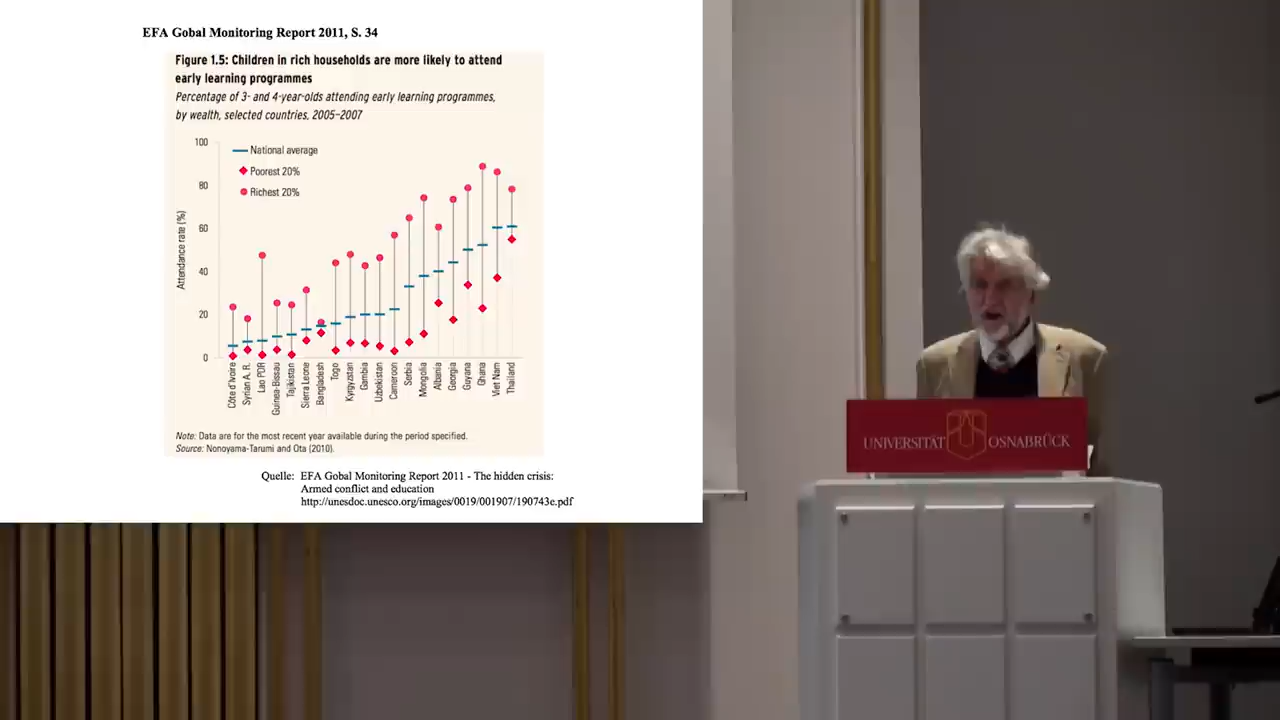 EFA Gobal Monitoring Report 2011, S. 34
Figure 1.5: Children in rich households are more likely to attend
early learning programmes
Percentage of 3- and 4-year-olds attending early learning programmes,
by wealth, selected countries, 2005–2007
100
80
60
40
20
0
Attendance rate (%)
National average
Poorest 20%
Richest 20%
Côte d'Ivoire
Syrian A. R.
Lao PDR
Guinea-Bissau
Tajikistan
Sierra Leone
Bangladesh
Togo
Kyrgyzstan
Gambia
Uzbekistan
Cameroon
Serbia
Mongolia
Albania
Georgia
Guyana
Ghana
Viet Nam
Thailand
Note: Data are for the most recent year available during the period specified.
Source: Nonoyama-Tarumi and Ota (2010).
Quelle: EFA Gobal Monitoring Report 2011 - The hidden crisis:
Armed conflict and education
http://unesdoc.unesco.org/images/0019/001907/190743e.pdf
UNIVERSITÄT OSNABRÜCK